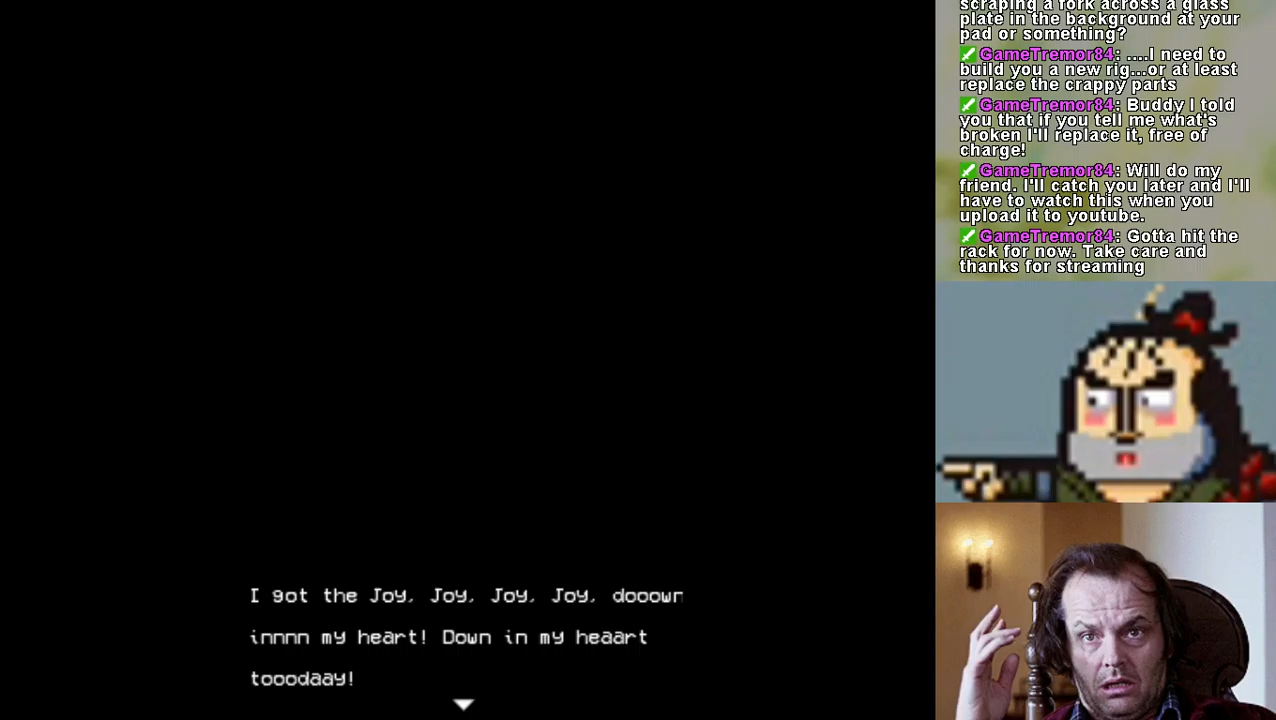 scraping a fork across a glass
plate in the background at your
pad or something?
GameTremor84: ....I need to
build you a new rig...or at least
replace the crappy parts
GameTremor84: Buddy I told
you that if you tell me what's
broken I'll replace it, free of
charge!
GameTremor84: Will do my
friend. I'll catch you later and I'll
have to watch this when you
upload it to youtube.
GameTremor84: Gotta hit the
rack for now. Take care and
thanks for streaming
I got the Joy, Joy, Joy, Joy, dooown
innnn my heart! Down in my heaart
tooodaay!